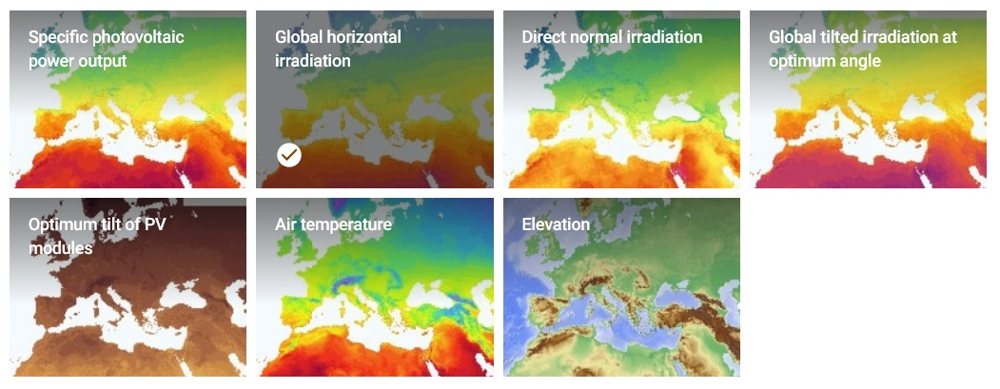 Specific photovoltaic
power output
Global horizontal
irradiation
Direct normal irradiation
Global tilted irradiation at
optimum angle
Optimum tilt of PV
modules
Air temperature
Elevation